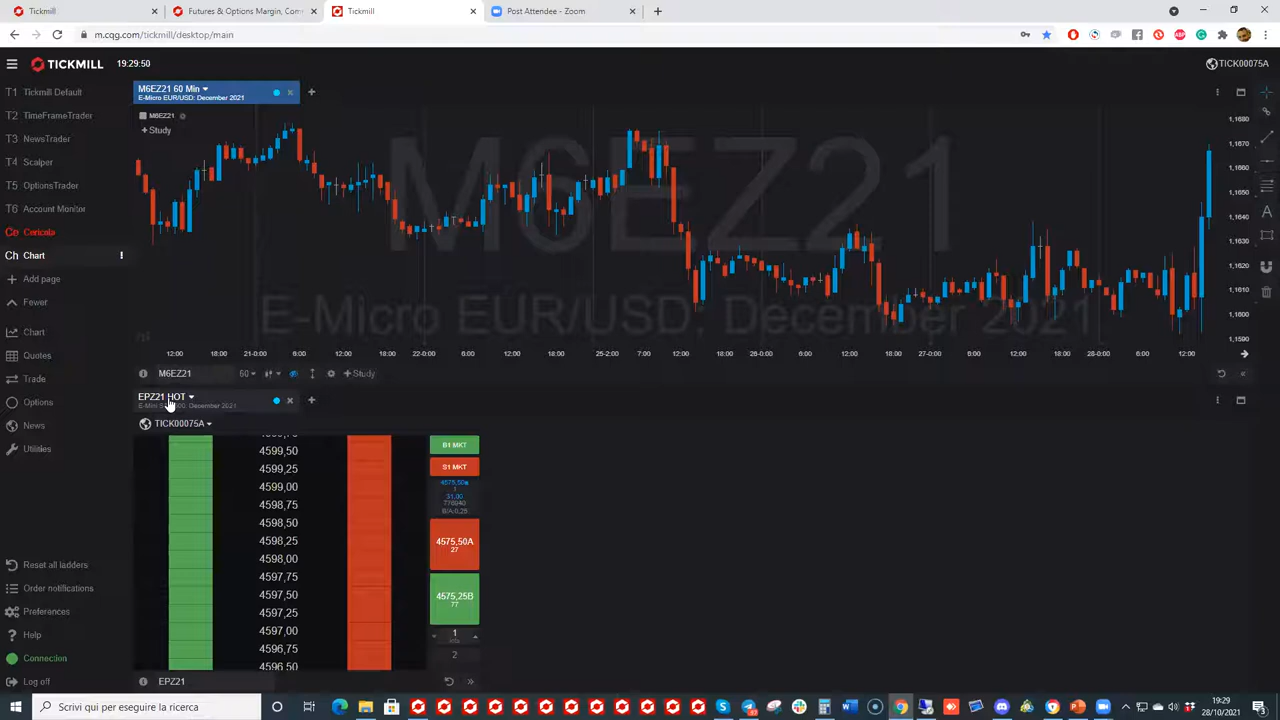 Tickmill
Futures & Options Margin, Com
Tickmill
Post Attendee - Zoom
m.cqg.com/tickmill/desktop/main
TICKMILL
19:29:50
TICK00075A
T1 Tickmill Default
T2 TimeFrameTrader
T3 NewsTrader
T4 Scalper
T5 OptionsTrader
T6 Account Monitor
Ch Chart
Add page
Fewer
Chart
Quotes
Trade
Options
News
Utilities
Reset all ladders
Order notifications
Preferences
Help
Connection
Log off
M6EZ21 60 Min
E-Micro EUR/USD: December 2021
M6EZ21
Study
M6EZ21
E-Micro EUR/USD, December 2021
1,1680
1,1670
1,1660
1,1650
1,1640
1,1630
1,1620
1,1610
1,1600
1,1590
12:00 18:00 21-0:00 6:00 12:00 18:00 22-0:00 6:00 12:00 18:00 25-2:00 7:00 12:00 18:00 26-0:00 6:00 12:00 18:00 27-0:00 6:00 12:00 18:00 28-0:00 6:00 12:00
M6EZ21 60 Study
EPZ21 HOT
TICK00075A
4599,50
4599,25
4599,00
4598,75
4598,50
4598,25
4598,00
4597,75
4597,50
4597,25
4597,00
4596,75
4596,50
B1 MKT
S1 MKT
4575,50A
27
4575,25B
77
1
2
EPZ21
Scrivi qui per eseguire la ricerca
19:29
28/10/2021